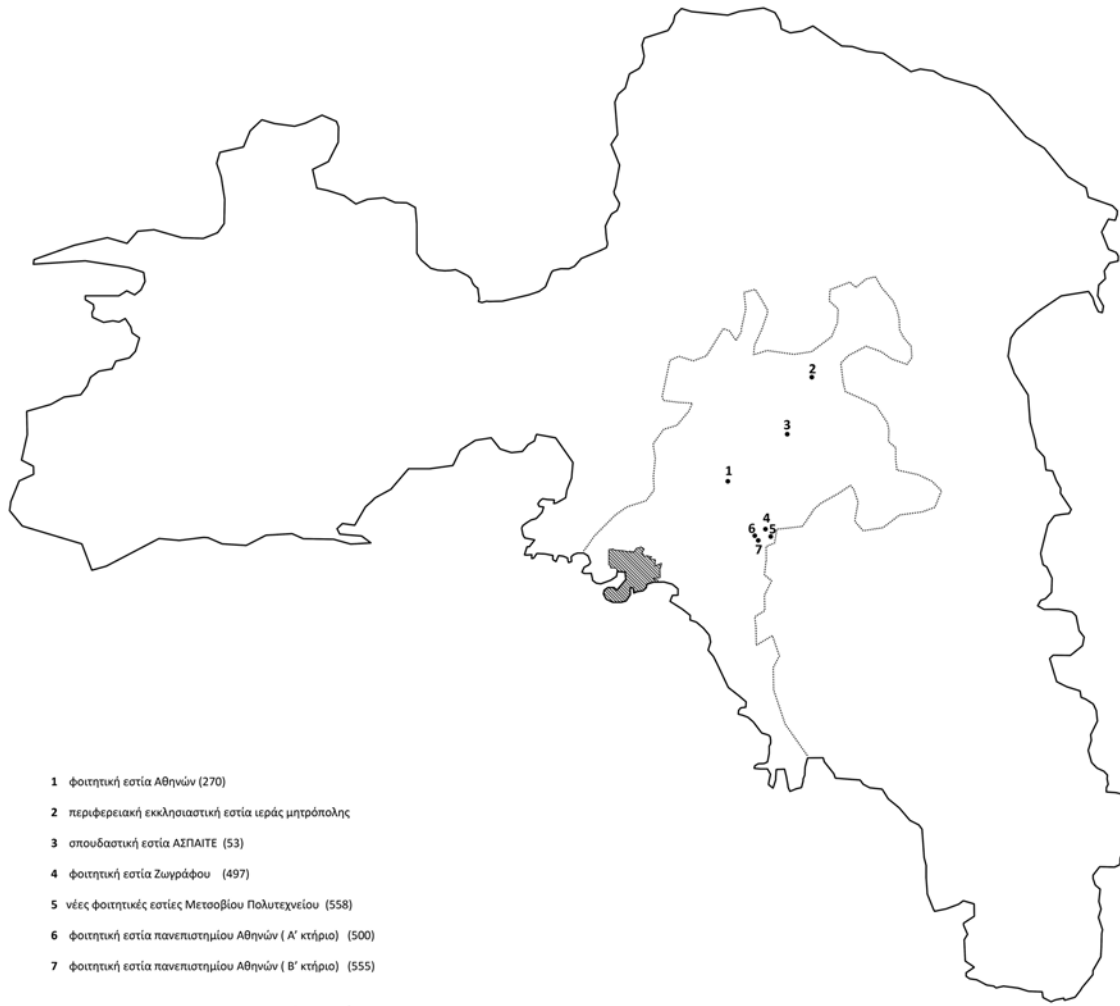 2
3
1
4
6
5
7
1 φοιτητική εστία Αθηνών (270)
2 περιφερειακή εκκλησιαστική εστία ιεράς μητρόπολης
3 σπουδαστική εστία ΑΣΠΑΙΤΕ (53)
4 φοιτητική εστία Ζωγράφου (497)
5 νέες φοιτητικές εστίες Μετσοβίου Πολυτεχνείου (558)
6 φοιτητική εστία πανεπιστημίου Αθηνών ( Α' κτήριο) (500)
7 φοιτητική εστία πανεπιστημίου Αθηνών ( Β' κτήριο) (555)